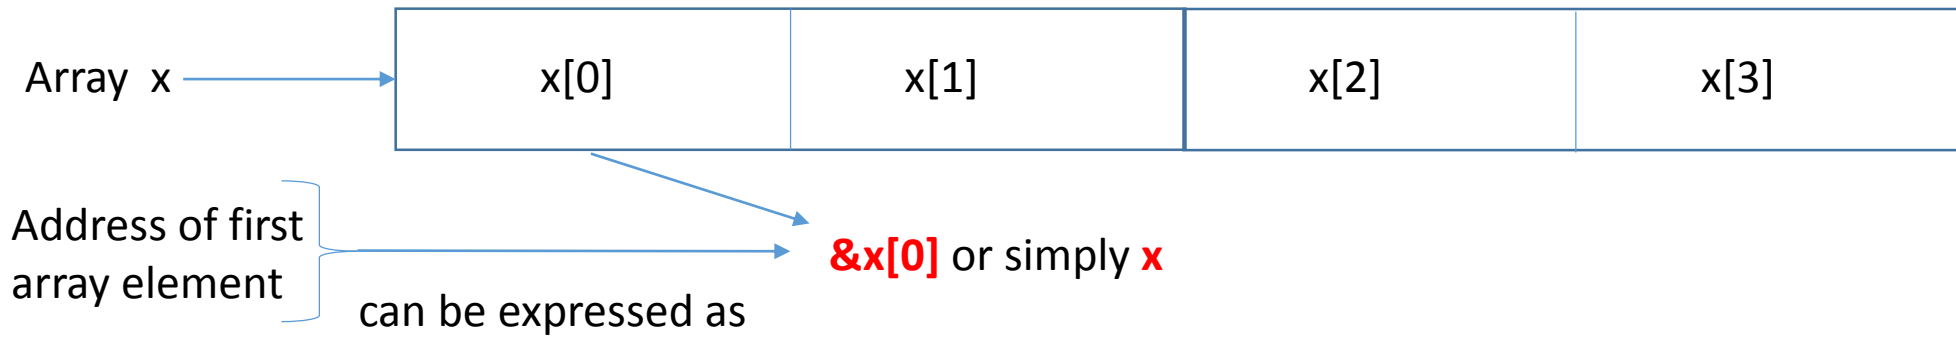 Array x x[0] x[1] x[2] x[3]
Address of first
array element
&x[0] or simply x
can be expressed as